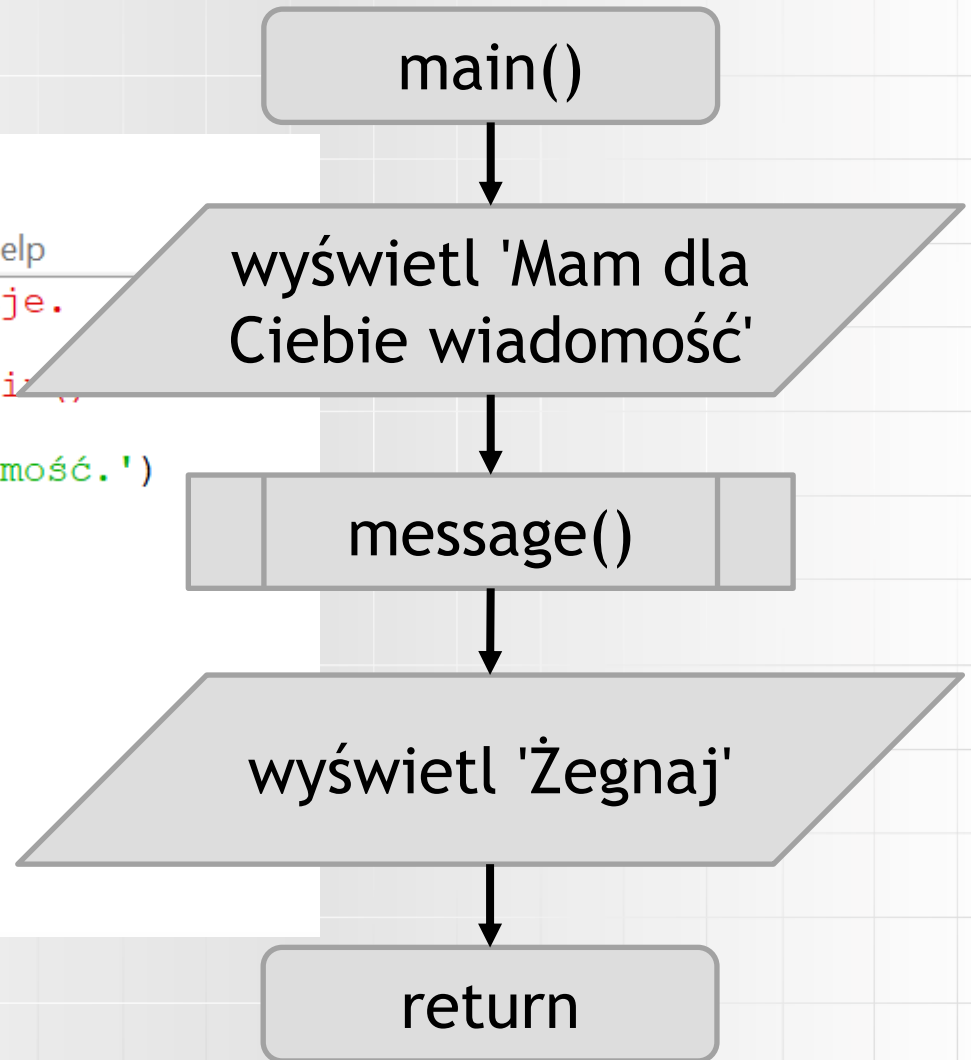 main()
elp
je.
wyświetl 'Mam dla
Ciebie wiadomość'
mość.')
message()
wyświetl 'Żegnaj'
return